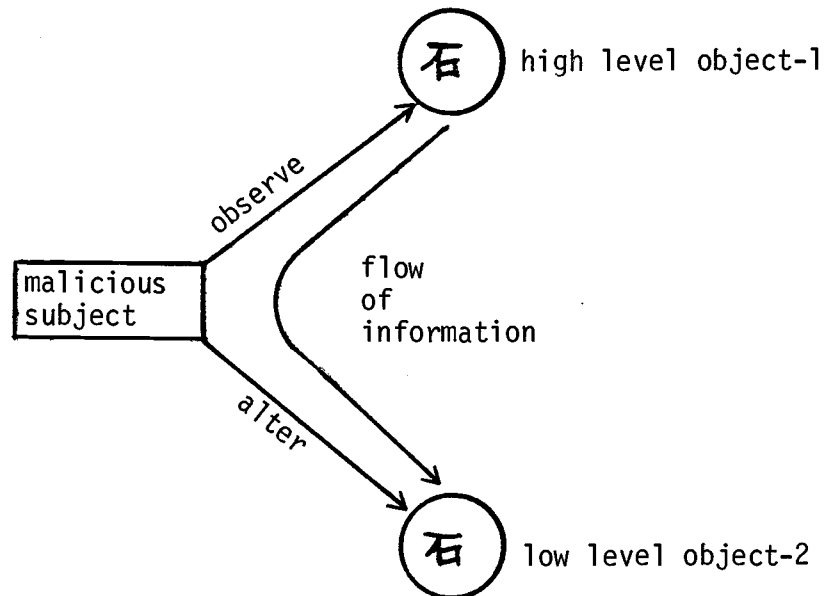 石
high level object-1
observe
malicious
subject
flow
of
information
alter
石
low level object-2